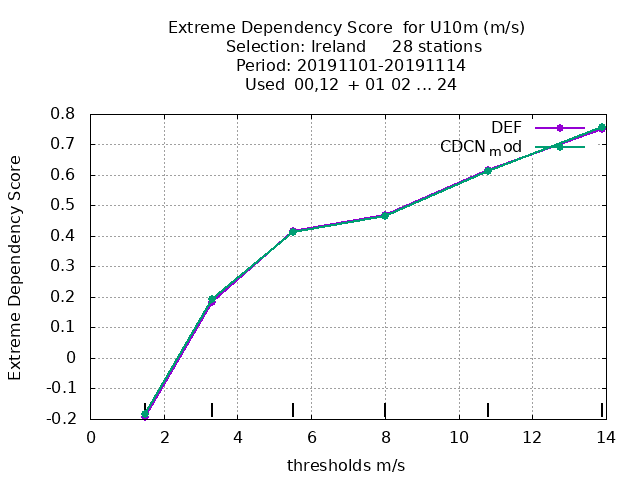 Extreme Dependency Score  for U10m (m/s)
Selection: Ireland     28 stations
Period: 20191101-20191114
Used  00,12  + 01 02 ... 24
Extreme Dependency Score
0.8
0.7
0.6
0.5
0.4
0.3
0.2
0.1
0
-0.1
-0.2
DEF
CDCN_mod
0 2 4 6 8 10 12 14
thresholds m/s